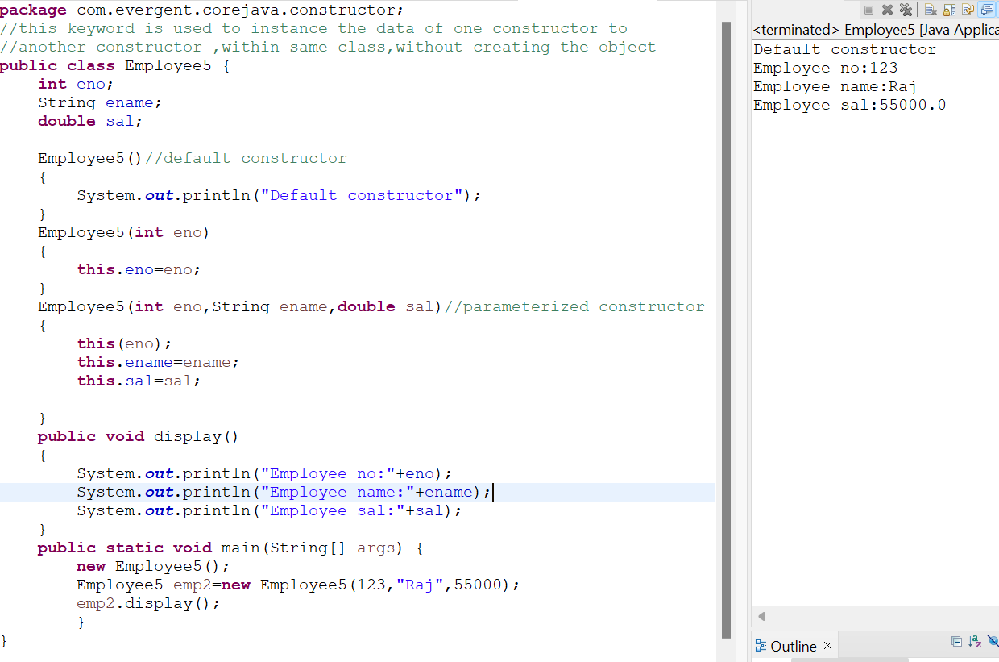 package com.evergent.corejava.constructor;
//this keyword is used to instance the data of one constructor to
//another constructor ,within same class,without creating the object
public class Employee5 {
    int eno;
    String ename;
    double sal;

    Employee5()//default constructor
    {
        System.out.println("Default constructor");
    }
    Employee5(int eno)
    {
        this.eno=eno;
    }
    Employee5(int eno,String ename,double sal)//parameterized constructor
    {
        this(eno);
        this.ename=ename;
        this.sal=sal;

    }
    public void display()
    {
        System.out.println("Employee no:"+eno);
        System.out.println("Employee name:"+ename);
        System.out.println("Employee sal:"+sal);
    }
    public static void main(String[] args) {
        new Employee5();
        Employee5 emp2=new Employee5(123,"Raj",55000);
        emp2.display();
        }
}
<terminated> Employee5 [Java Applica
Default constructor
Employee no:123
Employee name:Raj
Employee sal:55000.0
Outline